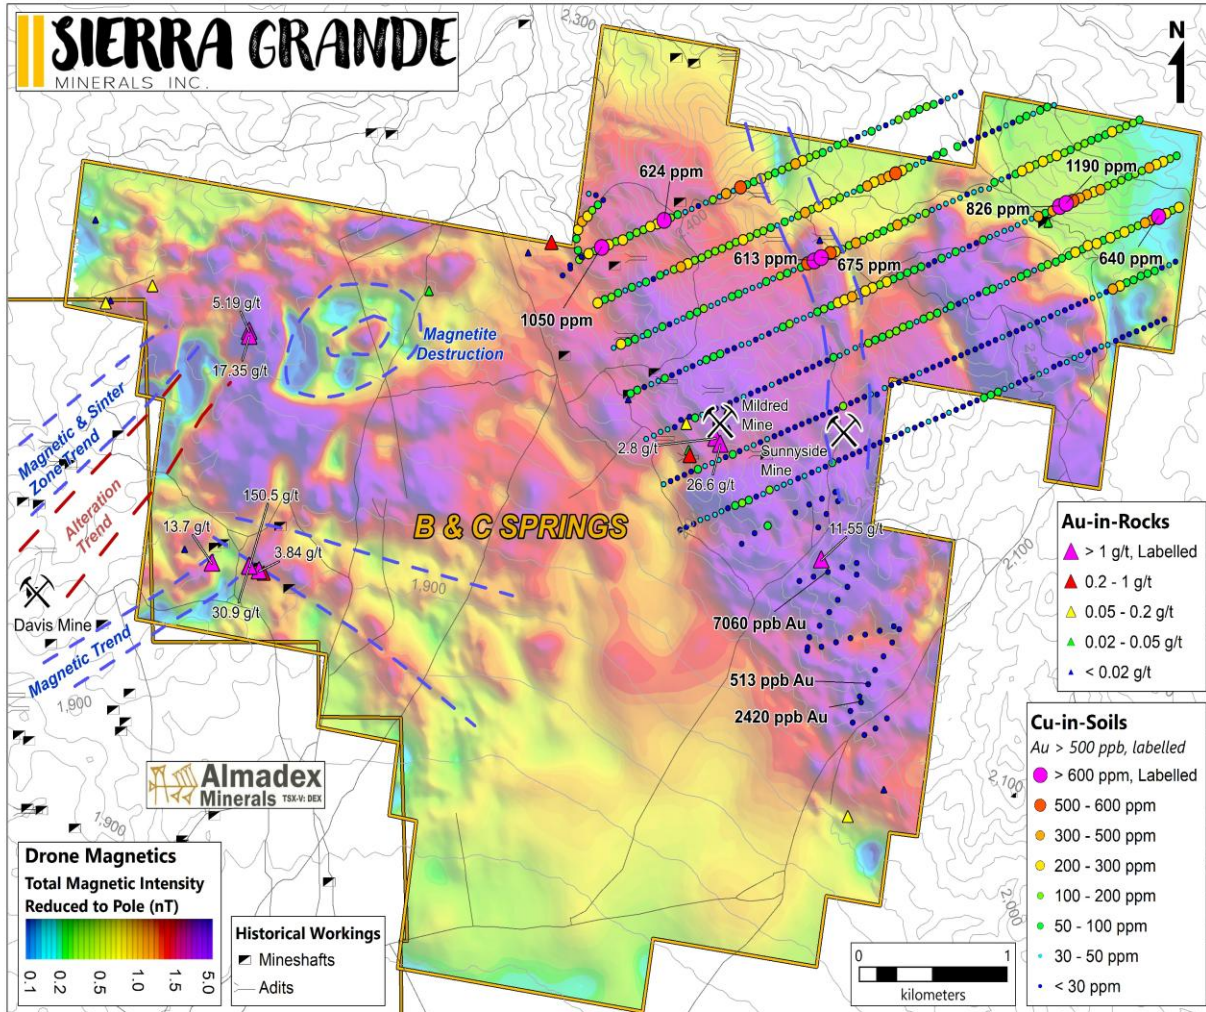 SIERRA GRANDE
MINERALS INC.
N
2,300
2,400
624 ppm
1190 ppm
826 ppm
613 ppm
675 ppm
640 ppm
1050 ppm
5.19 g/t
17.35 g/t
Magnetite
Destruction
Magnetic & Sinter
Zone Trend
Alteration
Trend
Mildred
Mine
2.8 g/t
Sunnyside
Mine
26.6 g/t
150.5 g/t
13.7 g/t
3.84 g/t
30.9 g/t
B & C SPRINGS
11.55 g/t
1,900
2,100
Davis Mine
Magnetic Trend
7060 ppb Au
513 ppb Au
2420 ppb Au
1,900
2,100
1,900
2,000
Almadex
Minerals TSX-V: DEX
Au-in-Rocks
> 1 g/t, Labelled
0.2 - 1 g/t
0.05 - 0.2 g/t
0.02 - 0.05 g/t
< 0.02 g/t
Cu-in-Soils
Au > 500 ppb, labelled
> 600 ppm, Labelled
500 - 600 ppm
300 - 500 ppm
200 - 300 ppm
100 - 200 ppm
50 - 100 ppm
30 - 50 ppm
< 30 ppm
Drone Magnetics
Total Magnetic Intensity
Reduced to Pole (nT)
0.1 0.2 0.5 1.0 1.5 5.0
Historical Workings
Mineshafts
Adits
0 1
kilometers